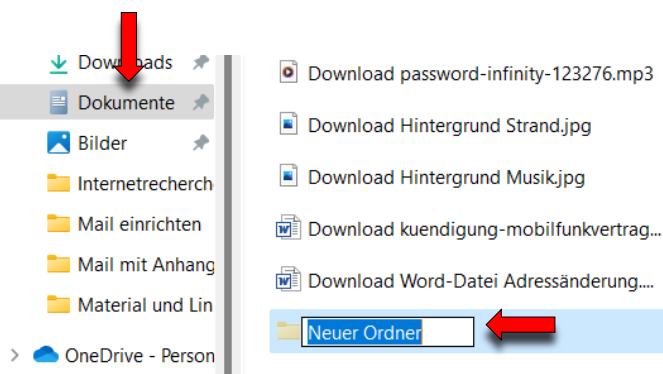 Downloads
Dokumente
Bilder
Internetrecherch
Mail einrichten
Mail mit Anhang
Material und Lin
OneDrive - Person
Download password-infinity-123276.mp3
Download Hintergrund Strand.jpg
Download Hintergrund Musik.jpg
Download kuendigung-mobilfunkvertrag...
Download Word-Datei Adressänderung....
Neuer Ordner